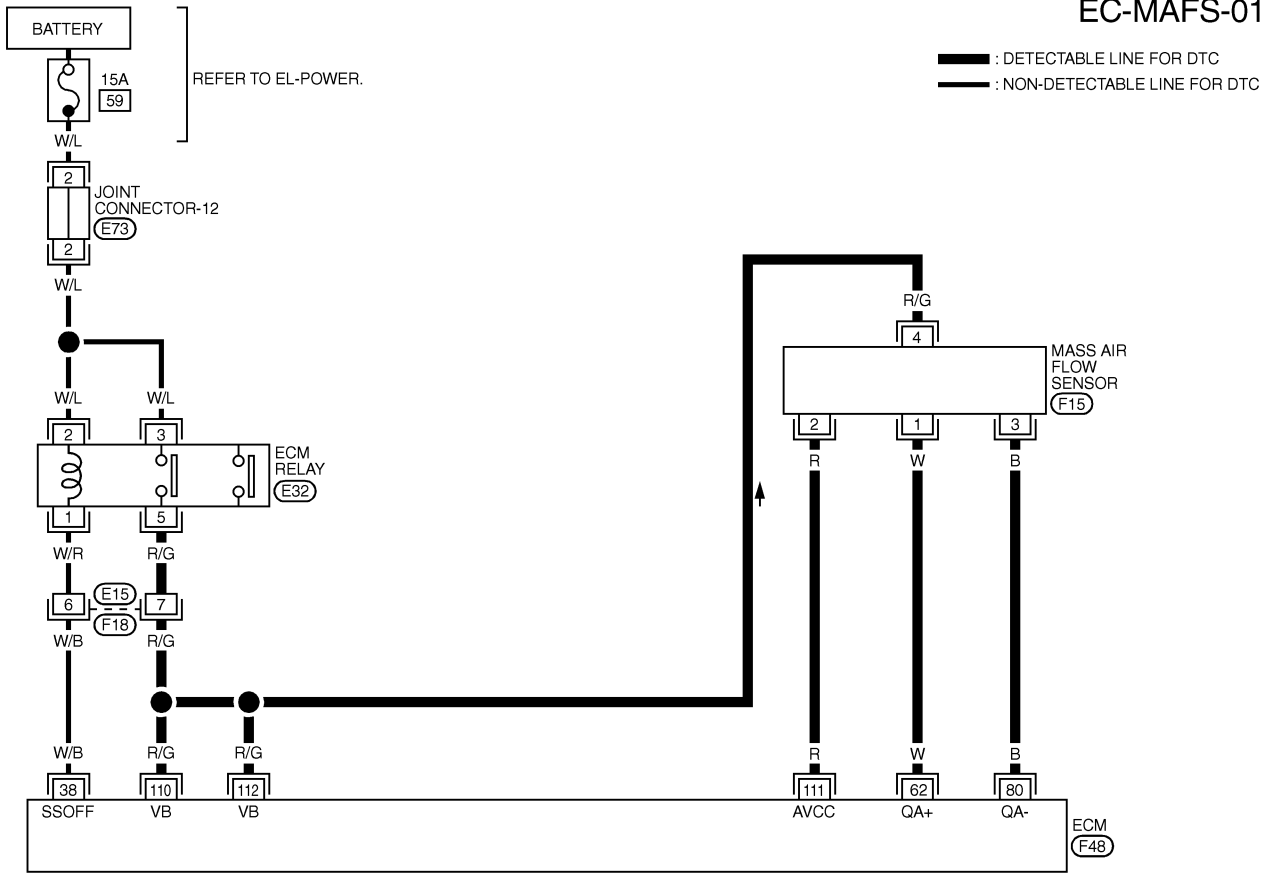 EC-MAFS-01
BATTERY
: DETECTABLE LINE FOR DTC
: NON-DETECTABLE LINE FOR DTC
15A
59
REFER TO EL-POWER.
W/L
2
JOINT
CONNECTOR-12
E73
2
W/L
R/G
4
MASS AIR
FLOW
SENSOR
F15
W/L W/L
2 3
2 1 3
ECM
RELAY
E32
R W B
1 5
W/R R/G
6 E15 7
F18
W/B R/G
W/B R/G R/G R W B
38 110 112 111 62 80
SSOFF VB VB AVCC QA+ QA-
ECM
F48